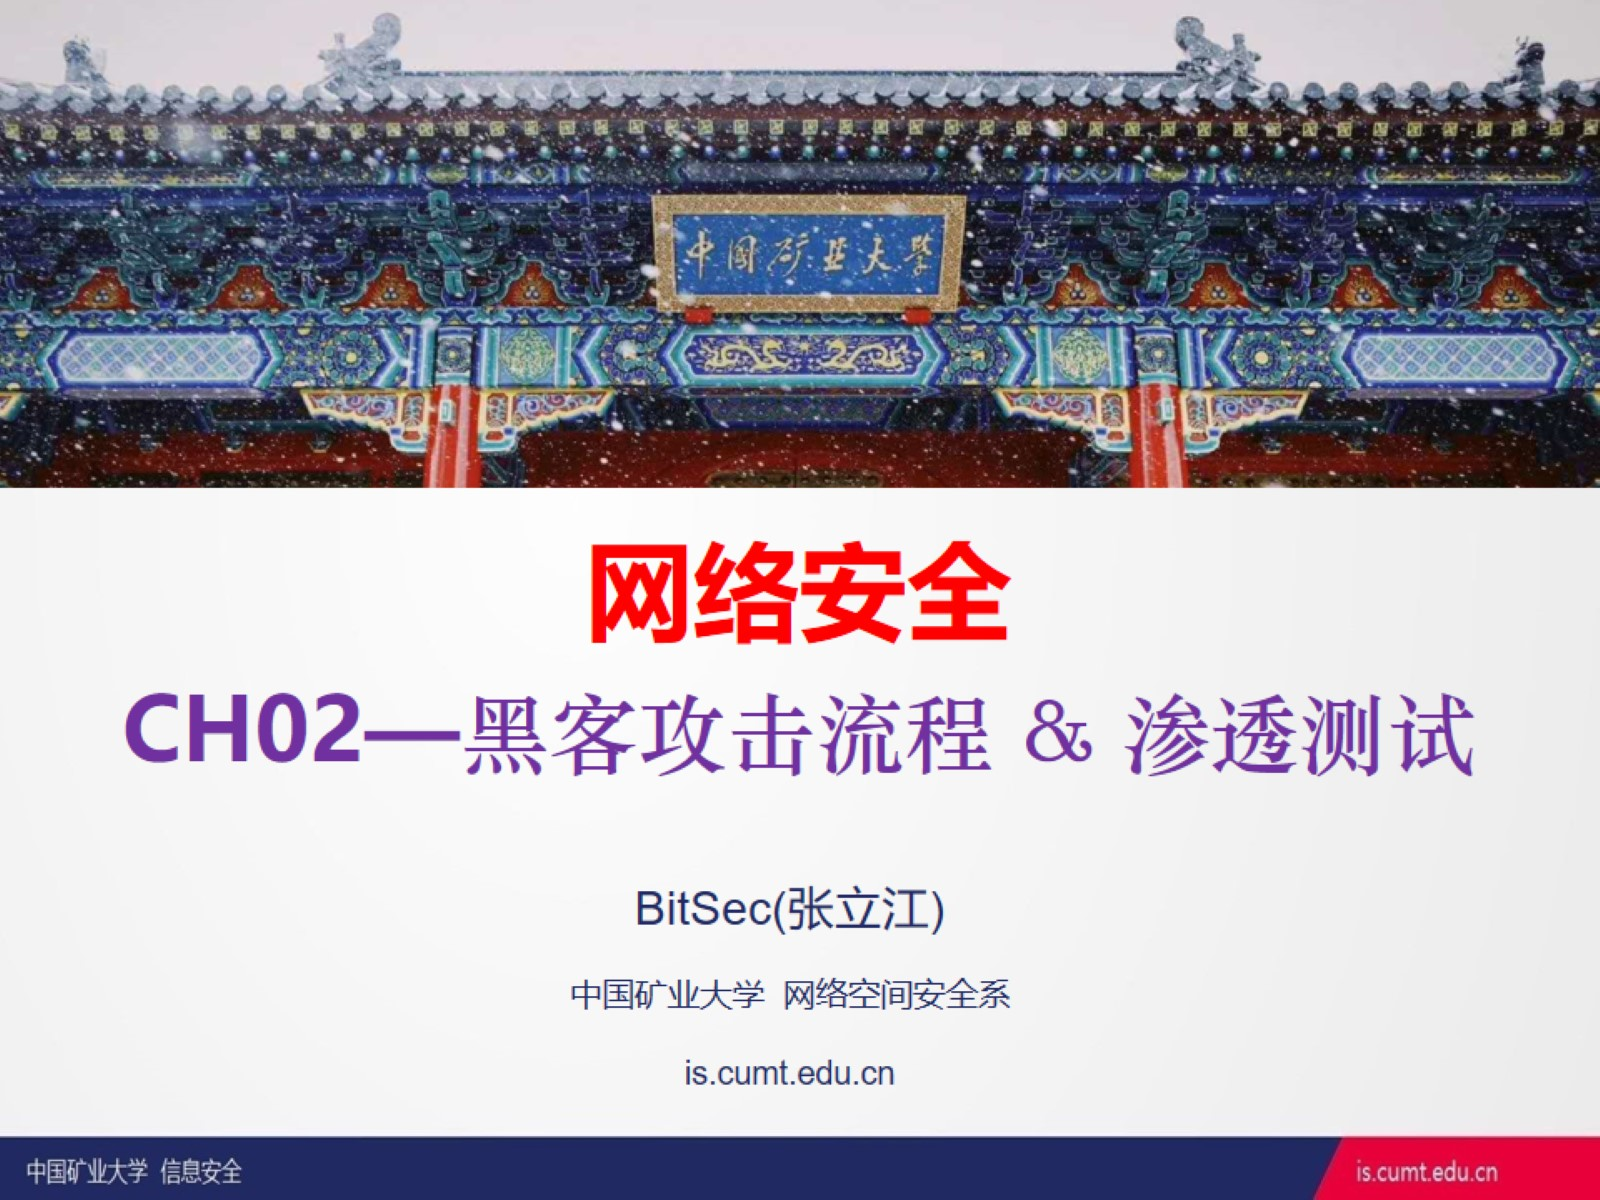 中国矿业大学
网络安全
CH02—黑客攻击流程 & 渗透测试
BitSec(张立江)
中国矿业大学 网络空间安全系
is.cumt.edu.cn
中国矿业大学 信息安全
is.cumt.edu.cn